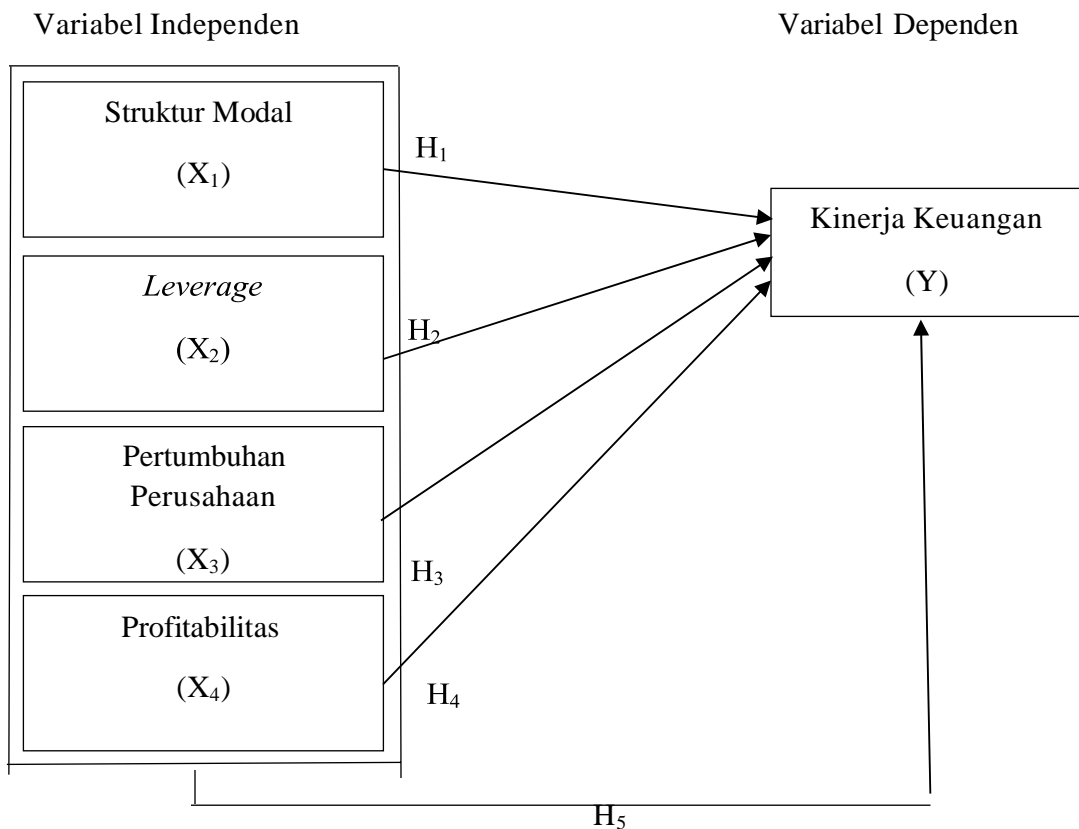 Variabel Independen
Variabel Dependen
Struktur Modal
(X₁)
H₁
Kinerja Keuangan
(Y)
Leverage
(X₂)
H₂
Pertumbuhan
Perusahaan
(X₃)
H₃
Profitabilitas
(X₄)
H₄
H₅